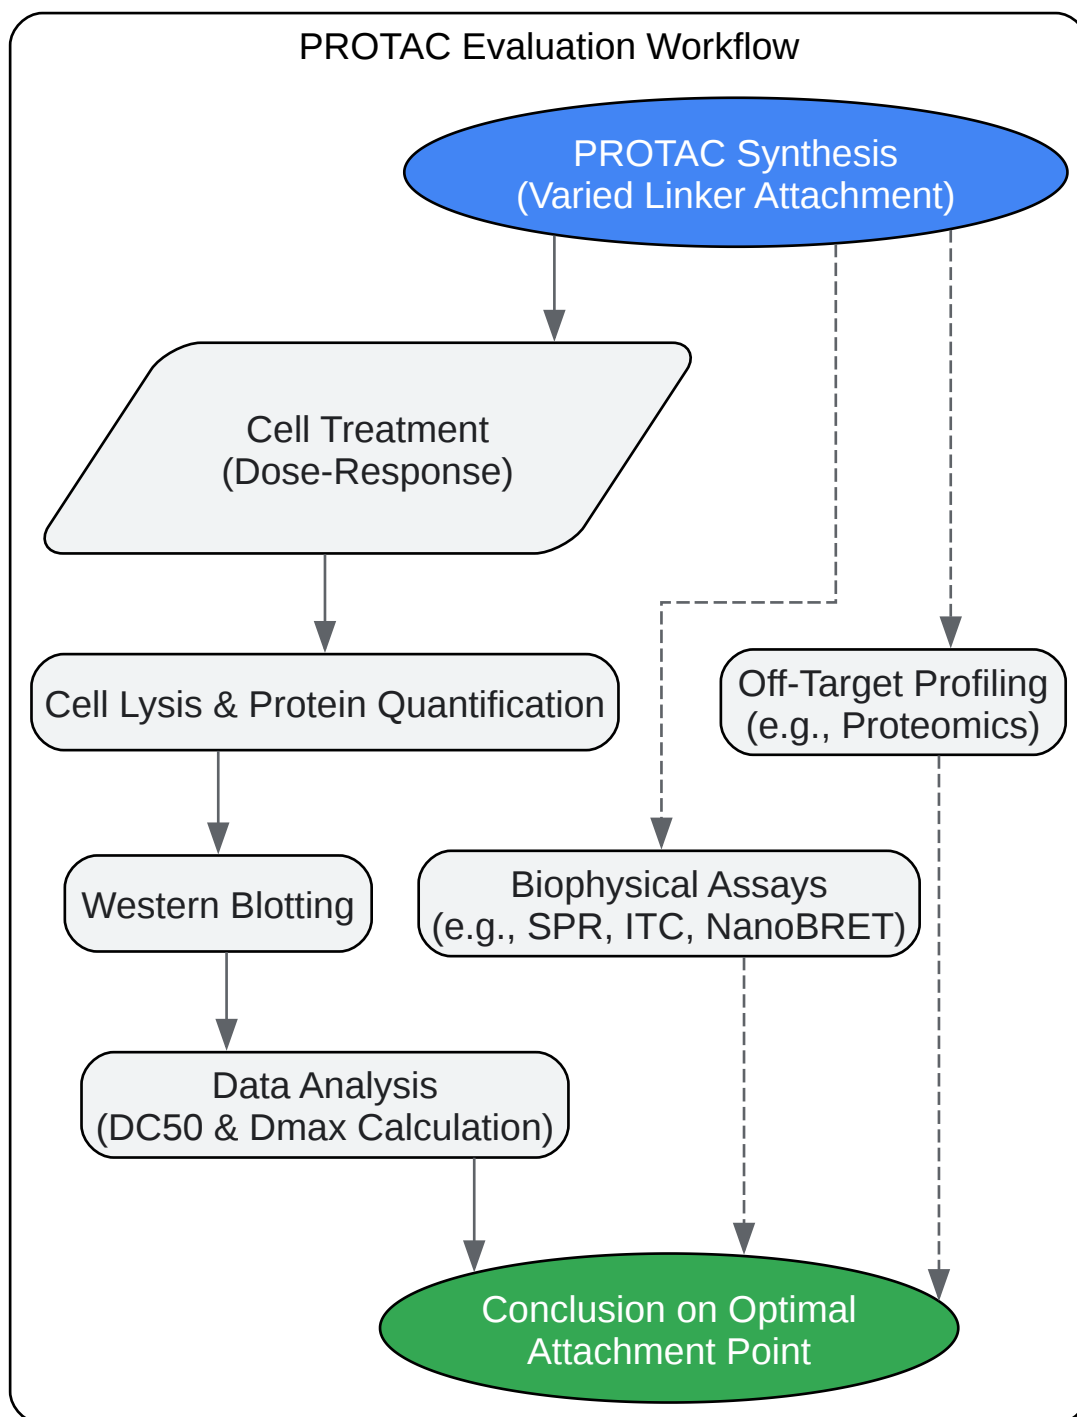 PROTAC Evaluation Workflow
PROTAC Synthesis
(Varied Linker Attachment)
Cell Treatment
(Dose-Response)
Cell Lysis & Protein Quantification
Off-Target Profiling
(e.g., Proteomics)
Western Blotting
Biophysical Assays
(e.g., SPR, ITC, NanoBRET)
Data Analysis
(DC50 & Dmax Calculation)
Conclusion on Optimal
Attachment Point